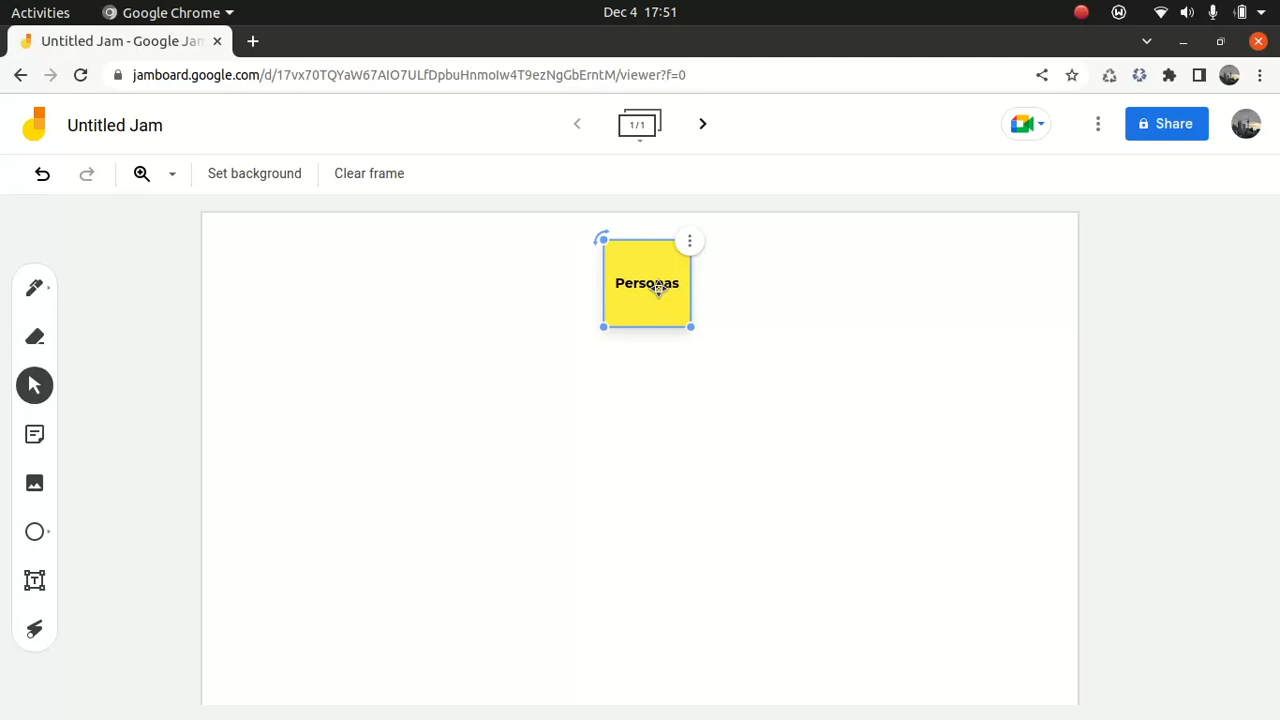 Activities
Google Chrome
Dec 4 17:51
Untitled Jam - Google Jam
jamboard.google.com/d/17vx70TQYaW67AIO7ULfDpbuHnmoIw4T9ezNgGbErntM/viewer?f=0
Untitled Jam
1/1
Share
Set background
Clear frame
Personas